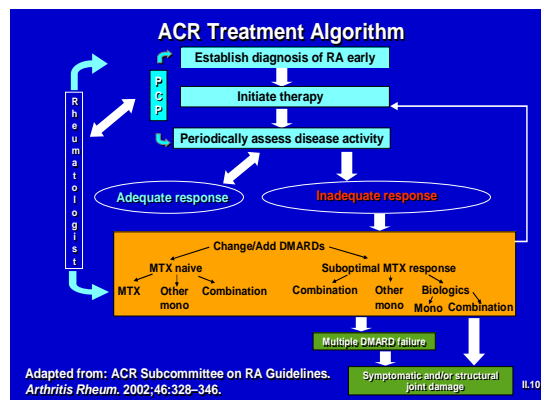 ACR Treatment Algorithm
Establish diagnosis of RA early
PCP
Initiate therapy
Rheumatologist
Periodically assess disease activity
Adequate response
Inadequate response
Change/Add DMARDs
MTX naive
Suboptimal MTX response
MTX
Other
mono
Combination
Combination
Other
mono
Biologics
Mono
Combination
Multiple DMARD failure
Symptomatic and/or structural
joint damage
Adapted from: ACR Subcommittee on RA Guidelines.
Arthritis Rheum. 2002;46:328–346.
II.10